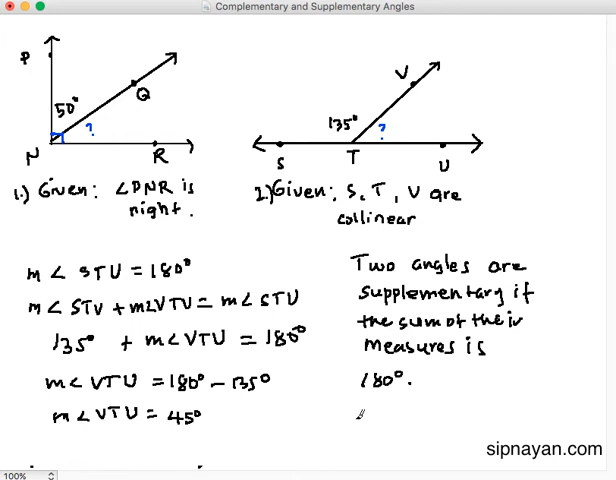 Complementary and Supplementary Angles
P
50°
Q
?
N
R
V
135°
?
S
T
U
1.) Given: ∠PNR is
right.
2.) Given: S, T, V are
collinear
m∠STU = 180°
m∠STV + m∠VTU = m∠STU
135° + m∠VTU = 180°
m∠VTU = 180° - 135°
m∠VTU = 45°
Two angles are
supplementary if
the sum of their
measures is
180°.
sipnayan.com
100%